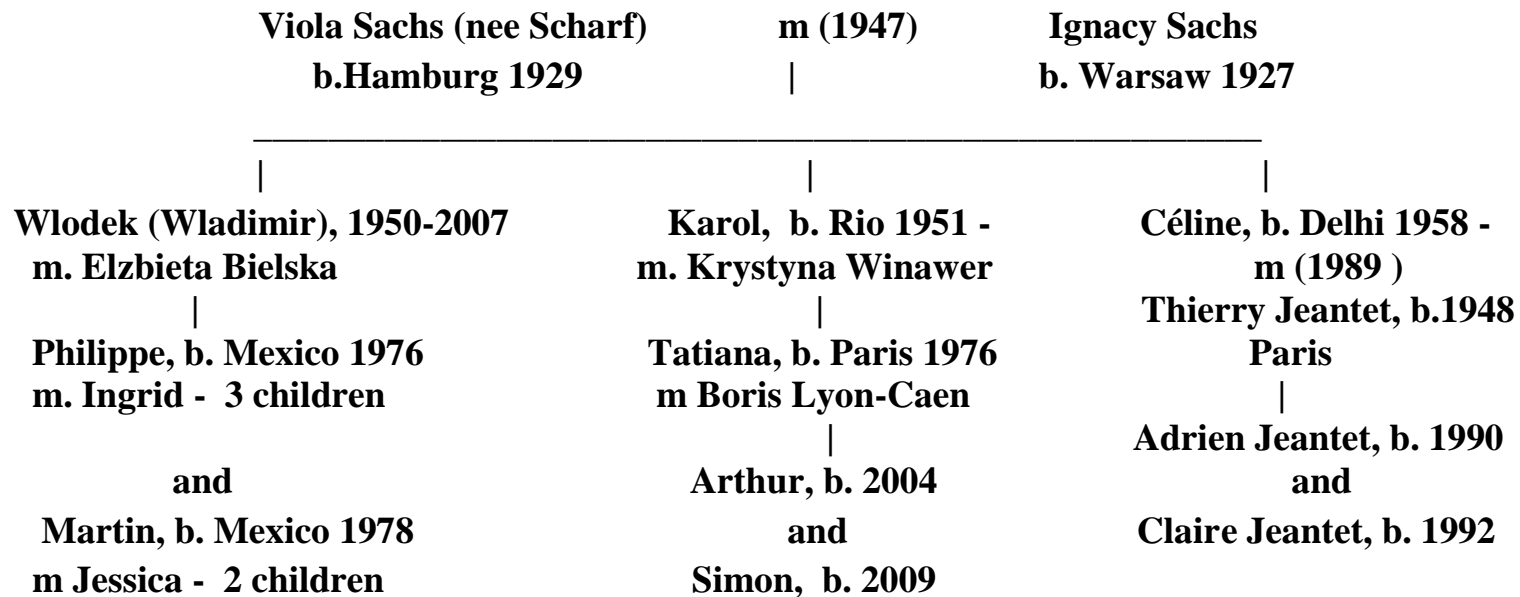 Viola Sachs (nee Scharf) m (1947) Ignacy Sachs
b.Hamburg 1929 | b. Warsaw 1927
| | |
Wlodek (Wladimir), 1950-2007 Karol, b. Rio 1951 - Céline, b. Delhi 1958 -
m. Elzbieta Bielska m. Krystyna Winawer m (1989 )
| | Thierry Jeantet, b.1948
Philippe, b. Mexico 1976 Tatiana, b. Paris 1976 Paris
m. Ingrid - 3 children m Boris Lyon-Caen |
| Adrien Jeantet, b. 1990
and Arthur, b. 2004 and
Martin, b. Mexico 1978 and Claire Jeantet, b. 1992
m Jessica - 2 children Simon, b. 2009